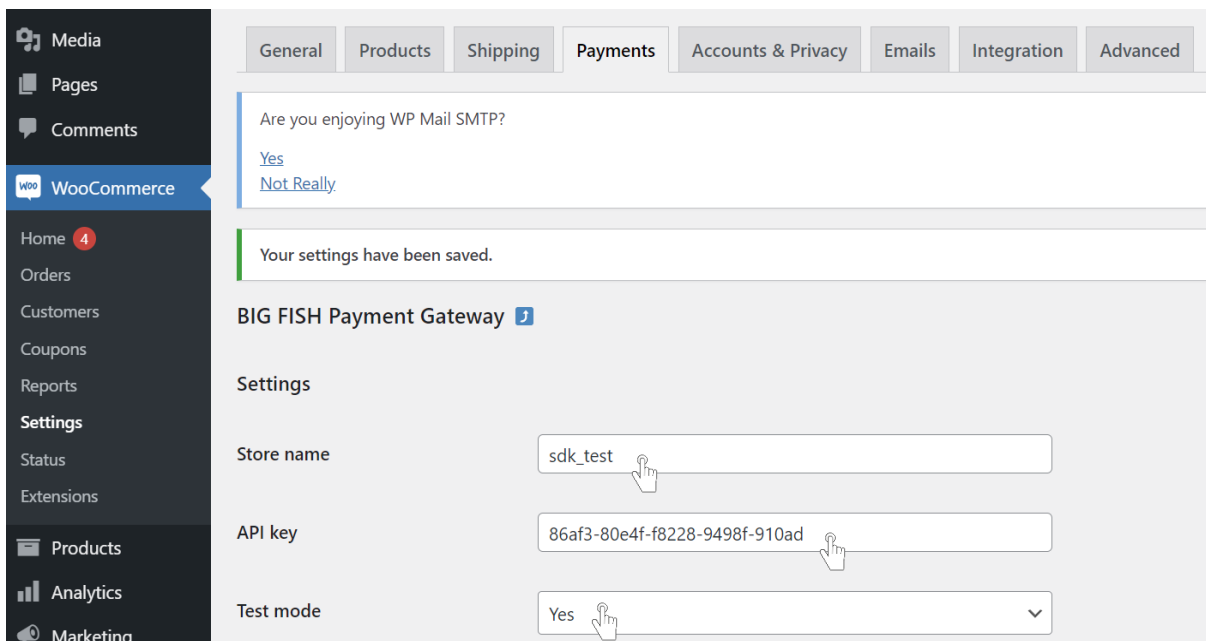 Media
Pages
Comments
WOO WooCommerce
Home 4
Orders
Customers
Coupons
Reports
Settings
Status
Extensions
Products
Analytics
Marketing
General Products Shipping Payments Accounts & Privacy Emails Integration Advanced
Are you enjoying WP Mail SMTP?
Yes
Not Really
Your settings have been saved.
BIG FISH Payment Gateway
Settings
Store name sdk_test
API key 86af3-80e4f-f8228-9498f-910ad
Test mode Yes